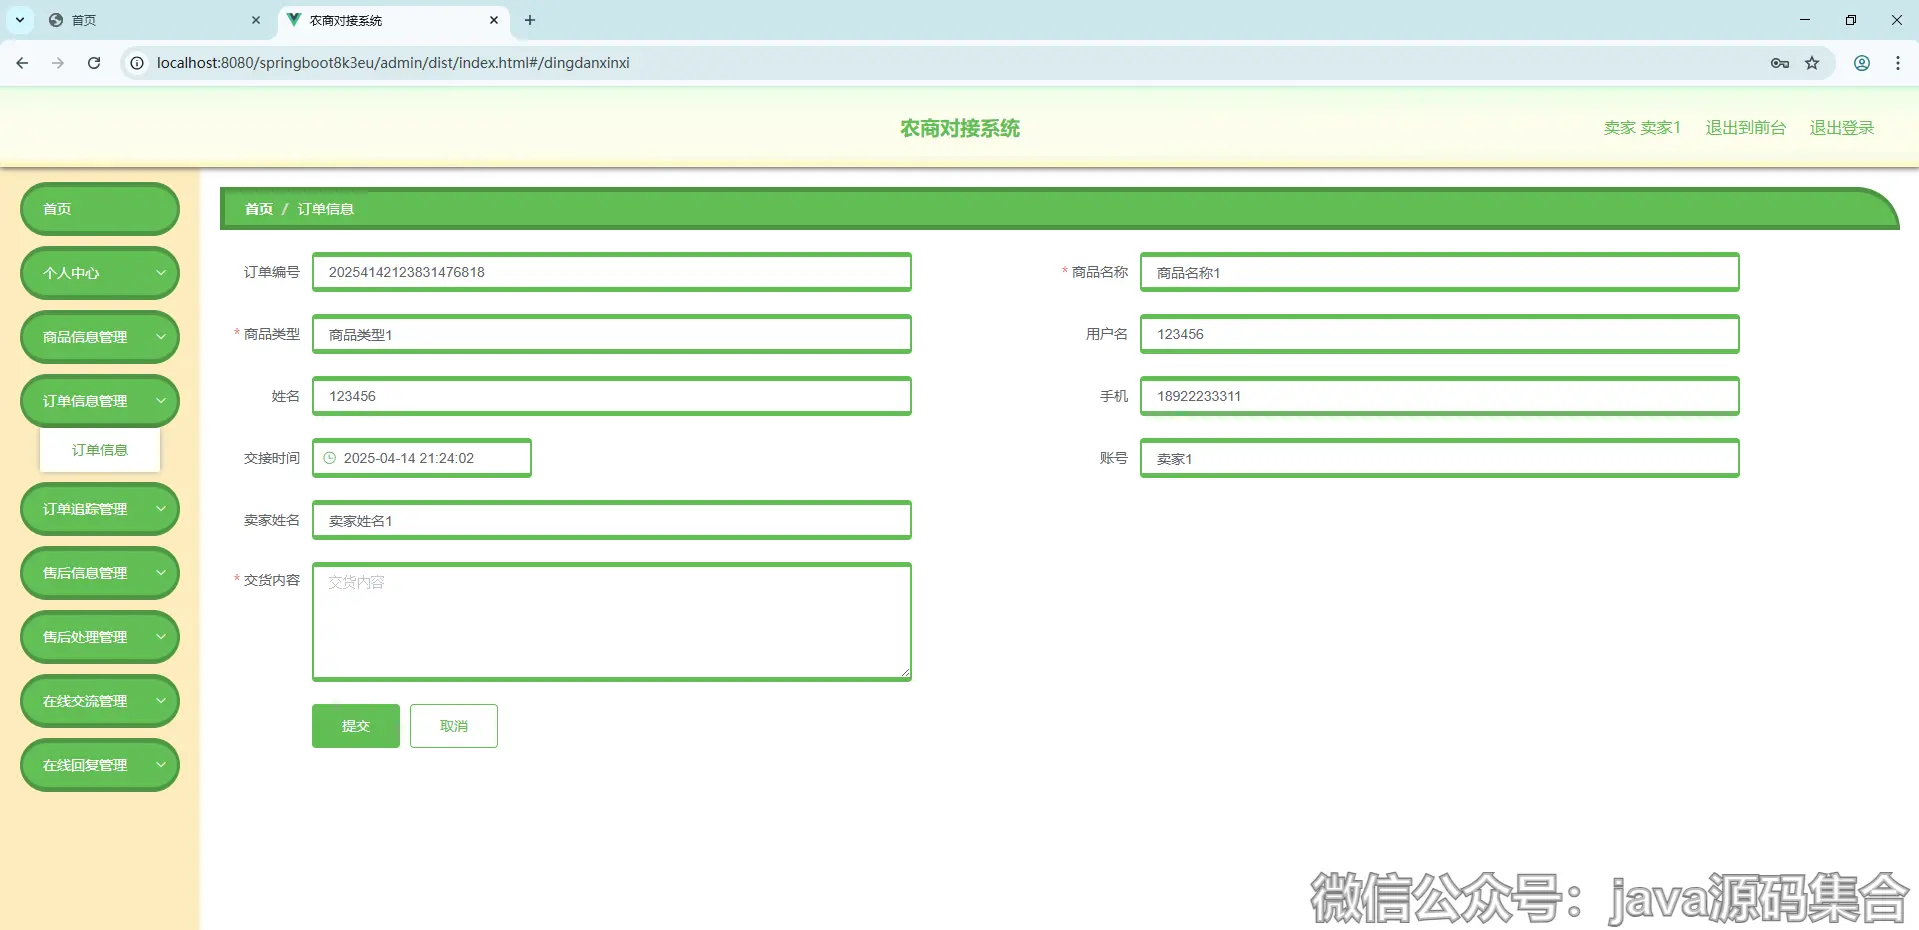 首页
农商对接系统
localhost:8080/springboot8k3eu/admin/dist/index.html#/dingdanxinxi
农商对接系统
卖家 卖家1 退出到前台 退出登录
首页
个人中心
商品信息管理
订单信息管理
订单信息
订单追踪管理
售后信息管理
售后处理管理
在线交流管理
在线回复管理
首页 / 订单信息
订单编号 20254142123831476818
* 商品名称 商品名称1
* 商品类型 商品类型1
用户名 123456
姓名 123456
手机 18922233311
交接时间 2025-04-14 21:24:02
账号 卖家1
卖家姓名 卖家姓名1
* 交货内容 交货内容
提交 取消
微信公众号：java源码集合